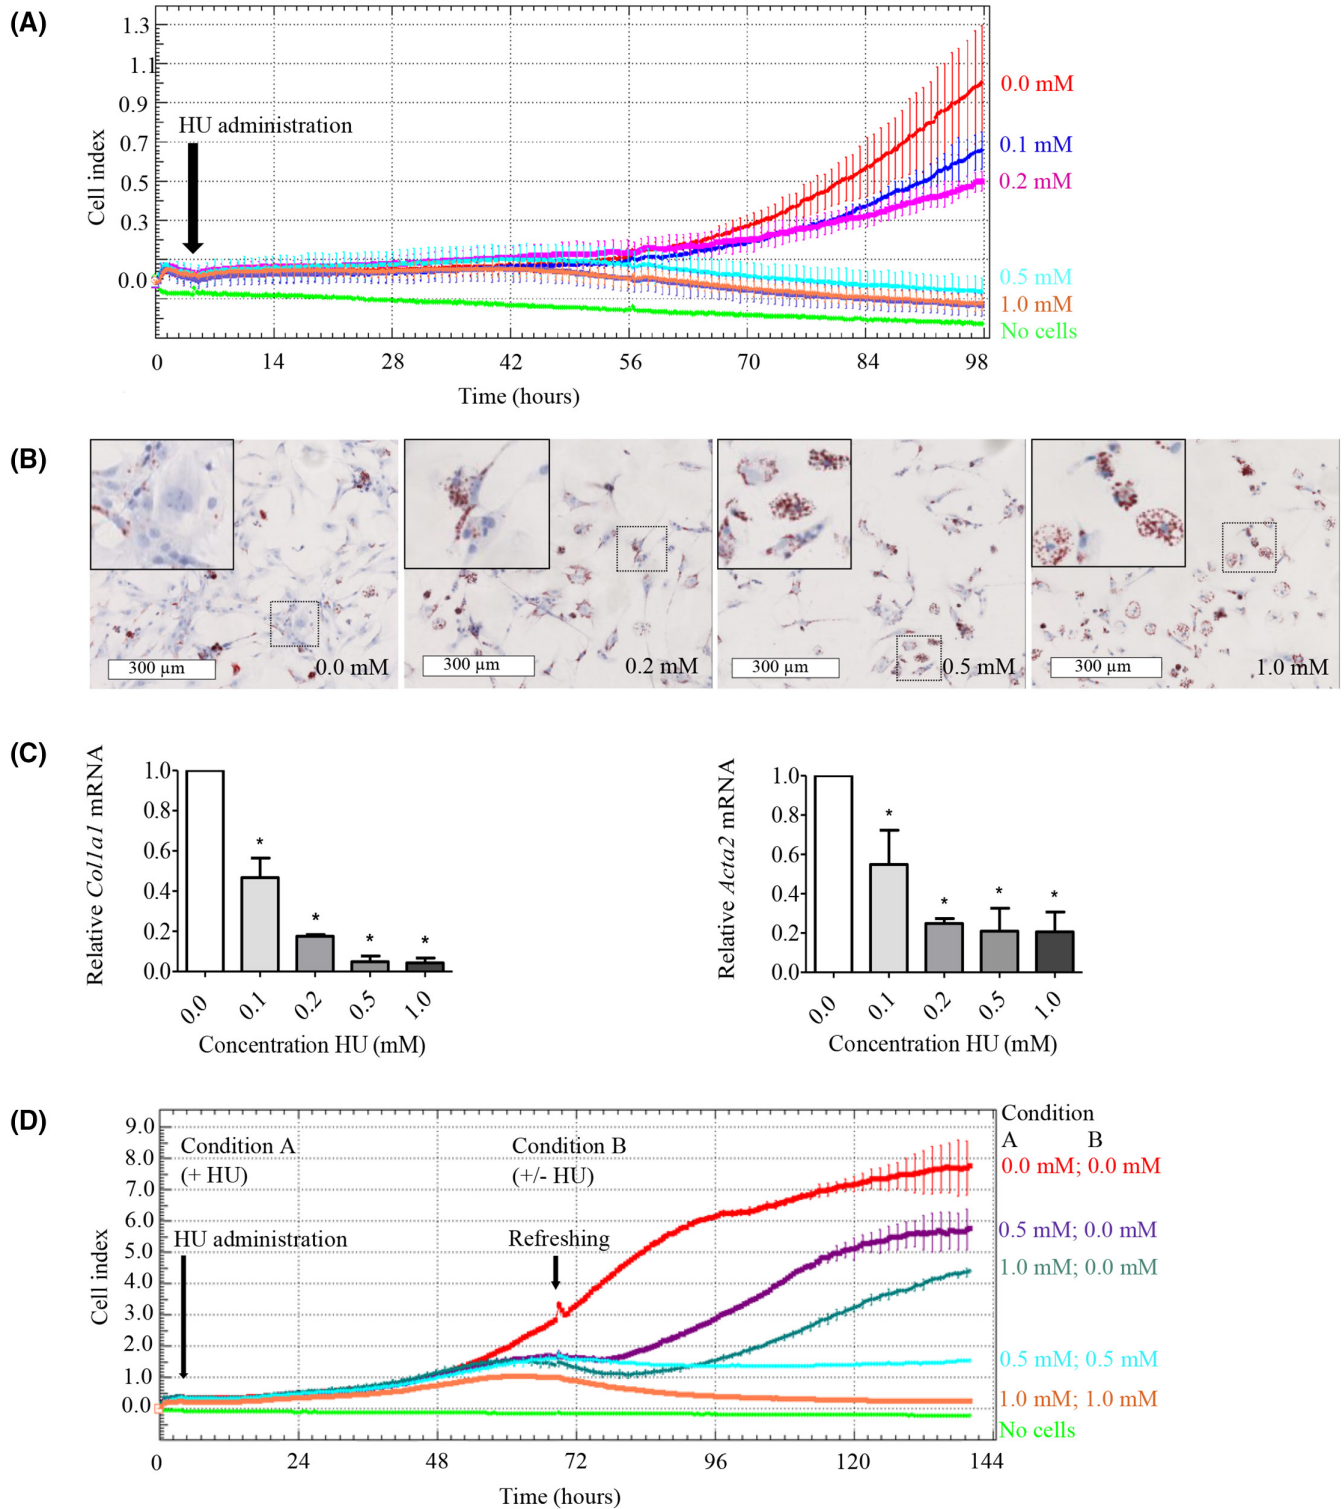 (A)
1.3
1.1
0.9
0.7
0.5
0.3
0.0
Cell index
HU administration
0.0 mM
0.1 mM
0.2 mM
0.5 mM
1.0 mM
No cells
0 14 28 42 56 70 84 98
Time (hours)
(B)
300 µm 0.0 mM
300 µm 0.2 mM
300 µm 0.5 mM
300 µm 1.0 mM
(C)
Relative Col1a1 mRNA
1.0
0.8
0.6
0.4
0.2
0.0
* * * *
0.0 0.1 0.2 0.5 1.0
Concentration HU (mM)
Relative Acta2 mRNA
1.0
0.8
0.6
0.4
0.2
0.0
* * * *
0.0 0.1 0.2 0.5 1.0
Concentration HU (mM)
(D)
9.0
8.0
7.0
6.0
5.0
4.0
3.0
2.0
1.0
0.0
Cell index
Condition A
(+ HU)
HU administration
Condition B
(+/- HU)
Refreshing
Condition
A B
0.0 mM; 0.0 mM
0.5 mM; 0.0 mM
1.0 mM; 0.0 mM
0.5 mM; 0.5 mM
1.0 mM; 1.0 mM
No cells
0 24 48 72 96 120 144
Time (hours)